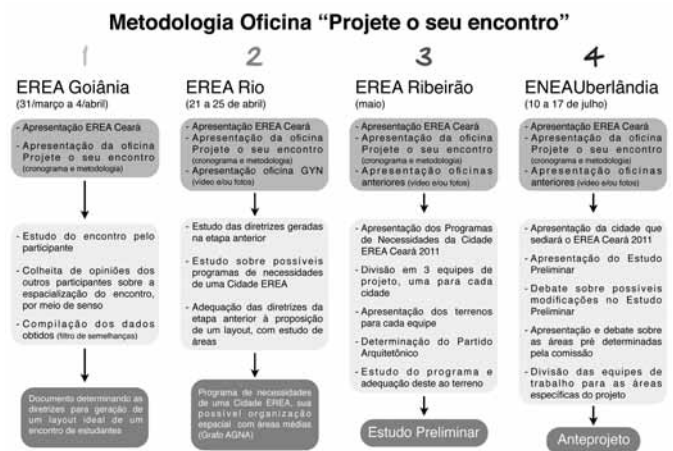 Metodologia Oficina “Projete o seu encontro”
1
EREA Goiânia
(31/março a 4/abril)
- Apresentação EREA Ceará
- Apresentação da oficina
Projete o seu encontro
(cronograma e metodologia)
- Estudo do encontro pelo
participante
- Colheita de opiniões dos
outros participantes sobre a
espacialização do encontro,
por meio de senso
- Compilação dos dados
obtidos (filtro de semelhanças)
Documento determinando as
diretrizes para geração de
um layout ideal de um
encontro de estudantes
2
EREA Rio
(21 a 25 de abril)
- Apresentação EREA Ceará
- Apresentação da oficina
Projete o seu encontro
(cronograma e metodologia)
- Apresentação oficina GYN
(vídeo e/ou fotos)
- Estudo das diretrizes geradas
na etapa anterior
- Estudo sobre possíveis
programas de necessidades
de uma Cidade EREA
- Adequação das diretrizes da
etapa anterior à proposição
de um layout, com estudo de
áreas
Programa de necessidades
de uma Cidade EREA, sua
possível organização
espacial com áreas médias
(Grafo AGNA)
3
EREA Ribeirão
(maio)
- Apresentação EREA Ceará
- Apresentação da oficina
Projete o seu encontro
(cronograma e metodologia)
- Apresentação oficinas
anteriores (vídeo e/ou fotos)
- Apresentação dos Programas
de Necessidades da Cidade
EREA Ceará 2011
- Divisão em 3 equipes de
projeto, uma para cada
cidade
- Apresentação dos terrenos
para cada equipe
- Determinação do Partido
Arquitetônico
- Estudo do programa e
adequação deste ao terreno
Estudo Preliminar
4
ENEAUberlândia
(10 a 17 de julho)
- Apresentação EREA Ceará
- Apresentação da oficina
Projete o seu encontro
(cronograma e metodologia)
- Apresentação oficinas
anteriores (vídeo e/ou fotos)
- Apresentação da cidade que
sediará o EREA Ceará 2011
- Apresentação do Estudo
Preliminar
- Debate sobre possíveis
modificações no Estudo
Preliminar
- Apresentação e debate sobre
as áreas pré determinadas
pela comissão
- Divisão das equipes de
trabalho para as áreas
específicas do projeto
Anteprojeto